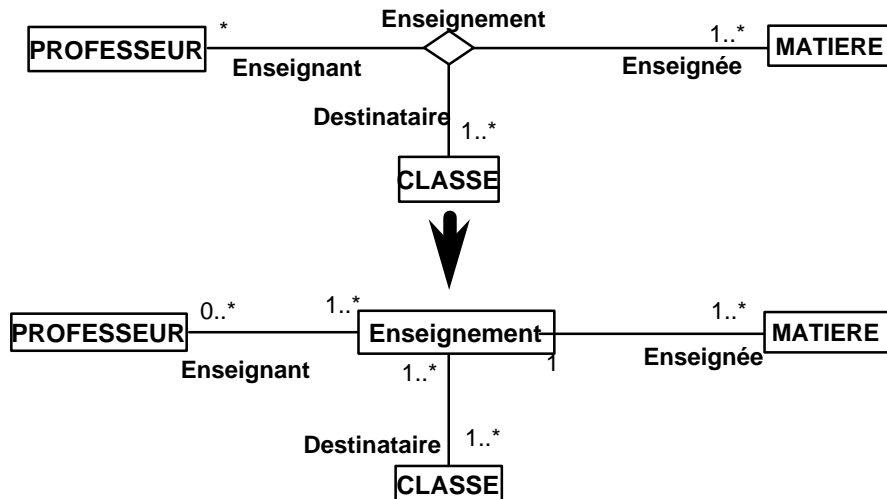 Enseignement
* 1..*
PROFESSEUR MATIERE
Enseignant Enseignée
Destinataire
1..*
CLASSE
0..* 1..* 1..*
PROFESSEUR Enseignement MATIERE
Enseignant 1..* 1 Enseignée
Destinataire 1..*
CLASSE